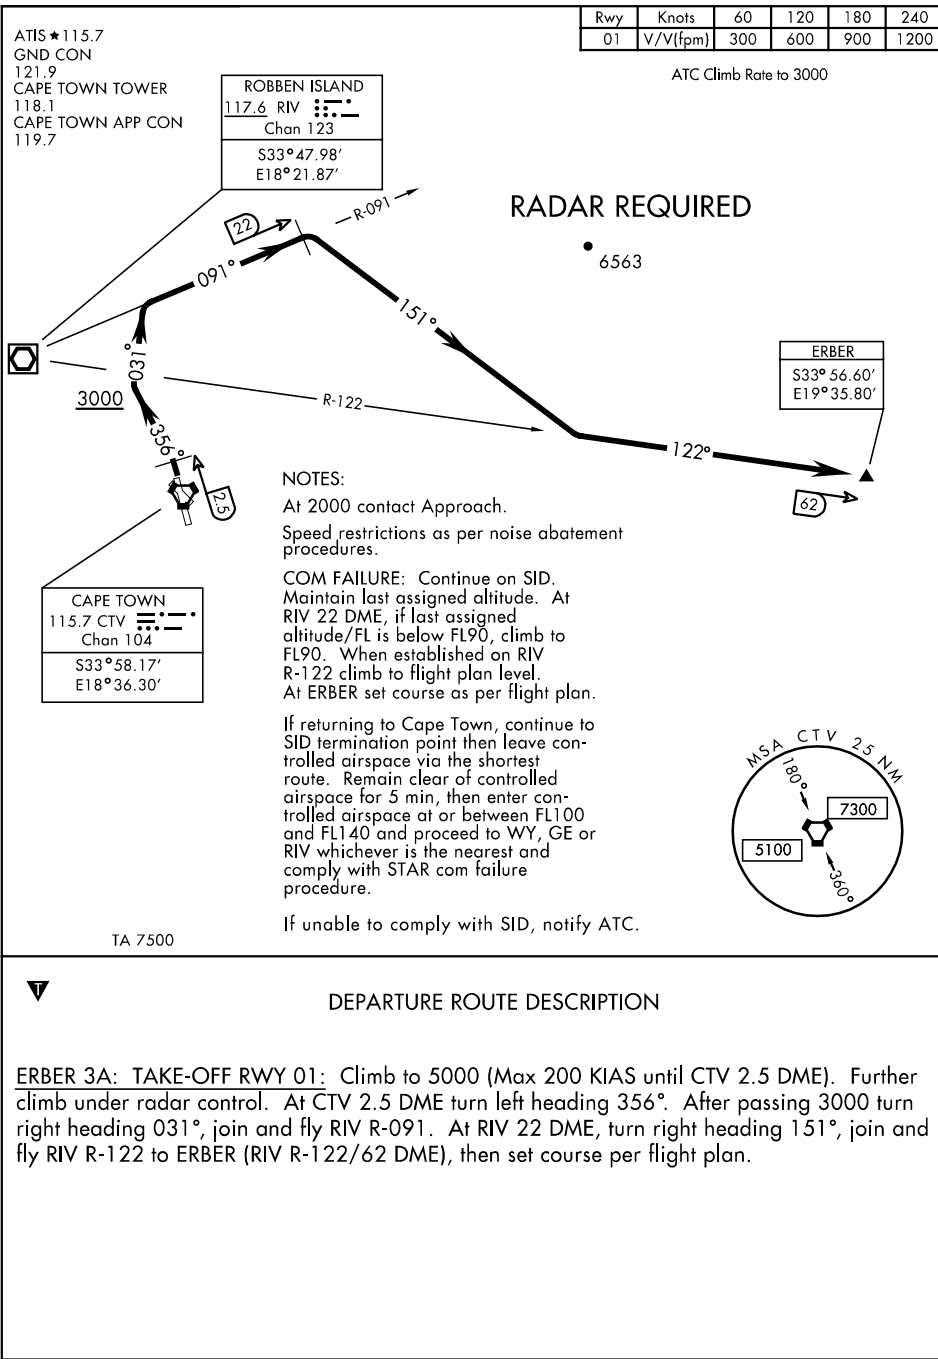 Rwy Knots 60 120 180 240
01 V/V(fpm) 300 600 900 1200
ATC Climb Rate to 3000
ATIS ★ 115.7
GND CON
121.9
CAPE TOWN TOWER
118.1
CAPE TOWN APP CON
119.7
ROBBEN ISLAND
117.6 RIV
Chan 123
S33°47.98′
E18°21.87′
RADAR REQUIRED
6563
22
R-091
091°
151°
031°
3000
356°
R-122
122°
ERBER
S33°56.60′
E19°35.80′
62
2.5
CAPE TOWN
115.7 CTV
Chan 104
S33°58.17′
E18°36.30′
NOTES:
At 2000 contact Approach.
Speed restrictions as per noise abatement
procedures.
COM FAILURE: Continue on SID.
Maintain last assigned altitude. At
RIV 22 DME, if last assigned
altitude/FL is below FL90, climb to
FL90. When established on RIV
R-122 climb to flight plan level.
At ERBER set course as per flight plan.
If returning to Cape Town, continue to
SID termination point then leave con-
trolled airspace via the shortest
route. Remain clear of controlled
airspace for 5 min, then enter con-
trolled airspace at or between FL100
and FL140 and proceed to WY, GE or
RIV whichever is the nearest and
comply with STAR com failure
procedure.
If unable to comply with SID, notify ATC.
MSA CTV 25 NM
180°
7300
5100
360°
TA 7500
T
DEPARTURE ROUTE DESCRIPTION
ERBER 3A: TAKE-OFF RWY 01: Climb to 5000 (Max 200 KIAS until CTV 2.5 DME). Further
climb under radar control. At CTV 2.5 DME turn left heading 356°. After passing 3000 turn
right heading 031°, join and fly RIV R-091. At RIV 22 DME, turn right heading 151°, join and
fly RIV R-122 to ERBER (RIV R-122/62 DME), then set course per flight plan.